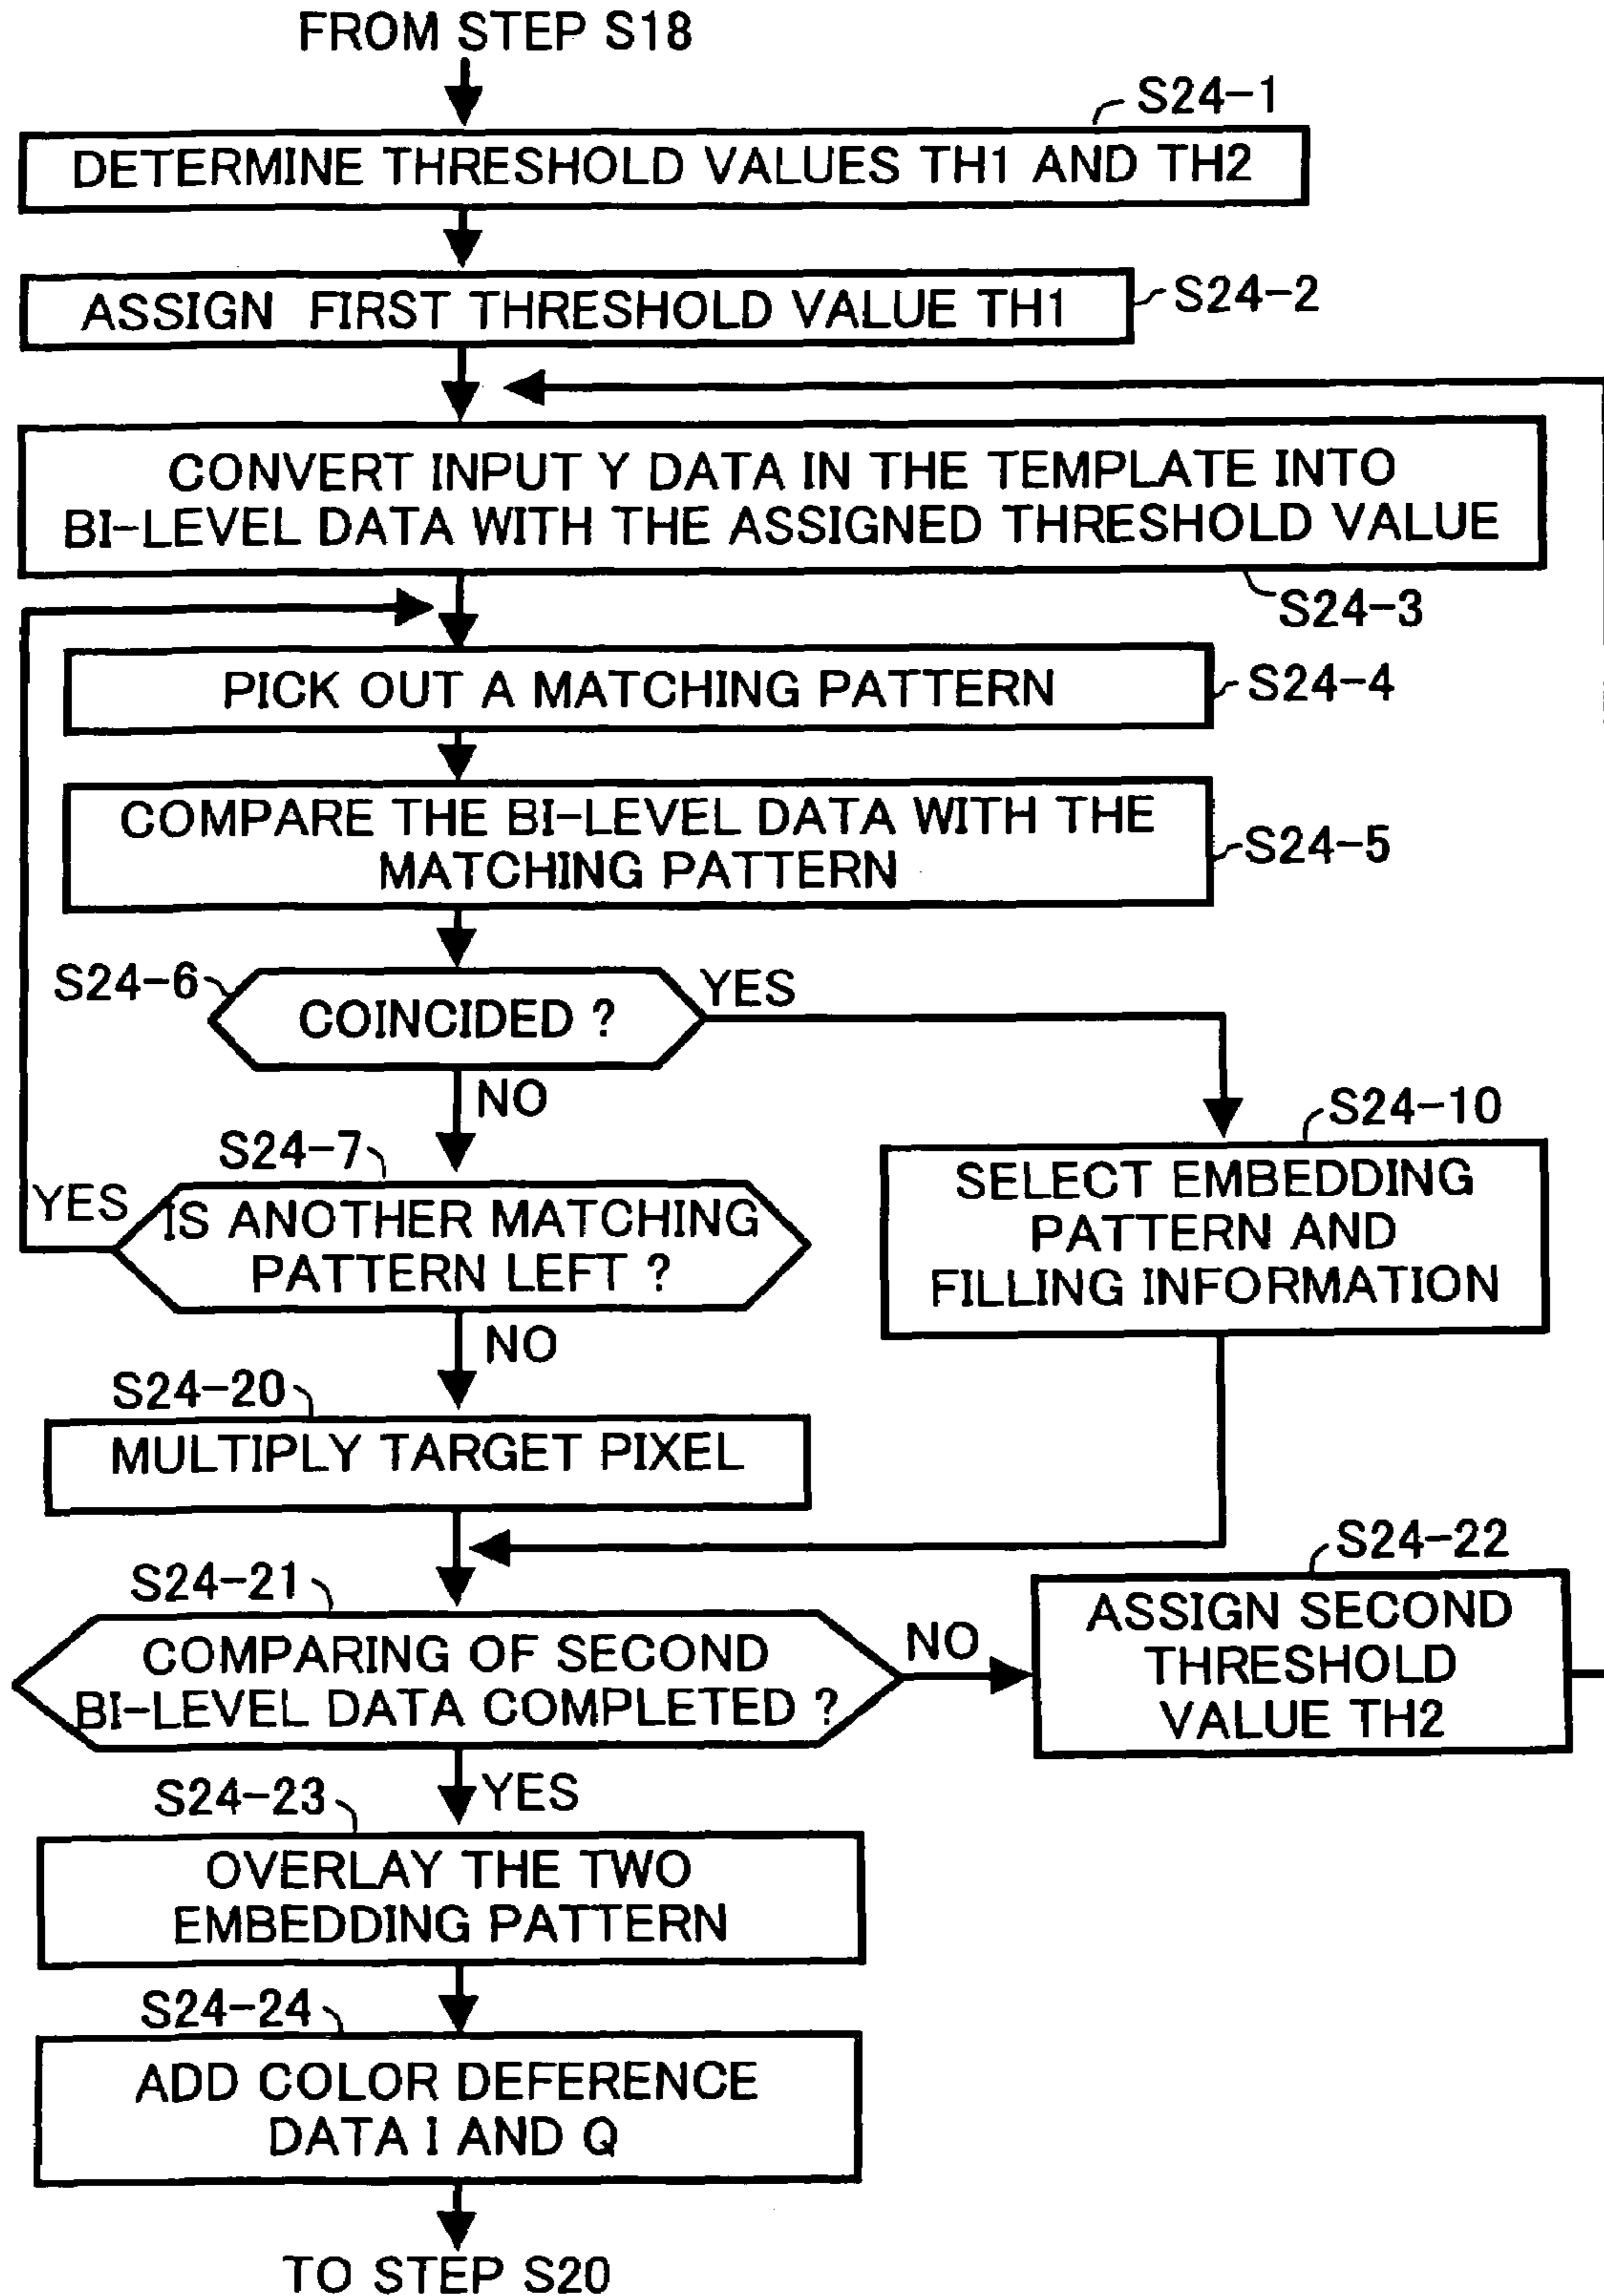 FROM STEP S18
S24-1
DETERMINE THRESHOLD VALUES TH1 AND TH2
ASSIGN FIRST THRESHOLD VALUE TH1
S24-2
CONVERT INPUT Y DATA IN THE TEMPLATE INTO
BI-LEVEL DATA WITH THE ASSIGNED THRESHOLD VALUE
S24-3
PICK OUT A MATCHING PATTERN
S24-4
COMPARE THE BI-LEVEL DATA WITH THE
MATCHING PATTERN
S24-5
S24-6
COINCIDED ?
YES
NO
S24-10
SELECT EMBEDDING
PATTERN AND
FILLING INFORMATION
S24-7
YES
IS ANOTHER MATCHING
PATTERN LEFT ?
NO
S24-20
MULTIPLY TARGET PIXEL
S24-21
COMPARING OF SECOND
BI-LEVEL DATA COMPLETED ?
NO
S24-22
ASSIGN SECOND
THRESHOLD
VALUE TH2
YES
S24-23
OVERLAY THE TWO
EMBEDDING PATTERN
S24-24
ADD COLOR DEFERENCE
DATA I AND Q
TO STEP S20